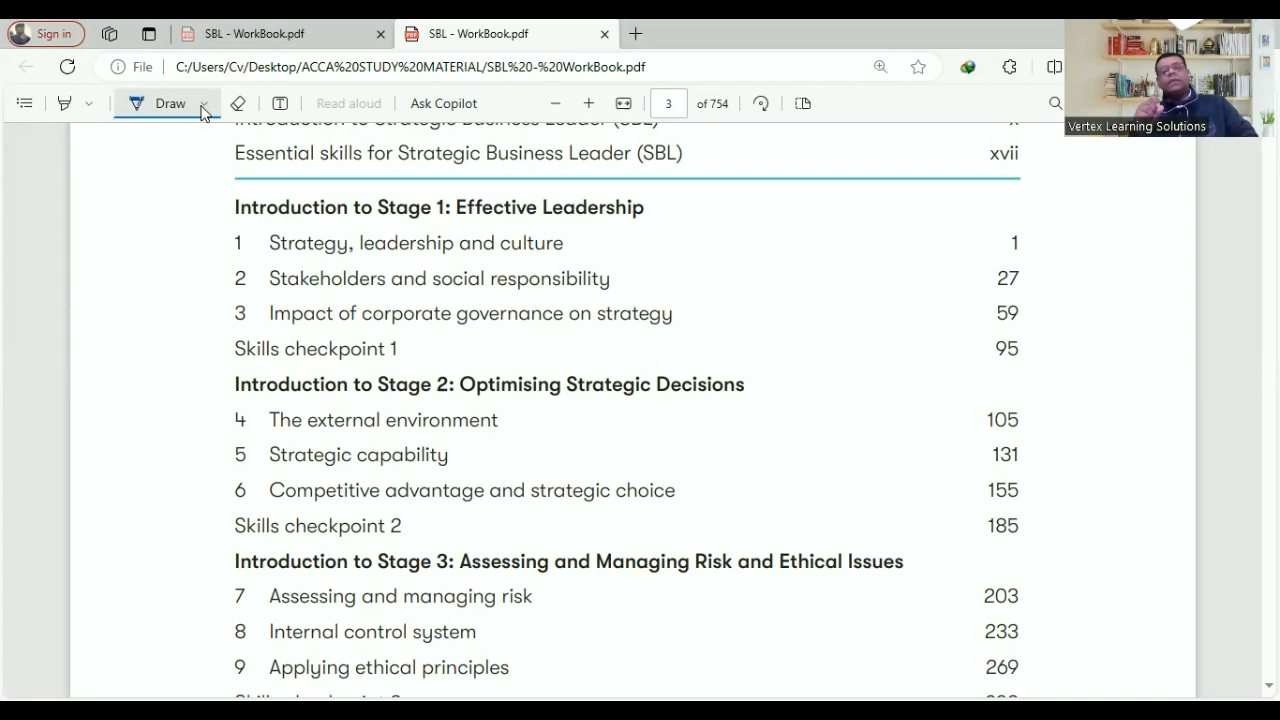 Sign in
SBL - WorkBook.pdf
SBL - WorkBook.pdf
File
C:/Users/Cv/Desktop/ACCA%20STUDY%20MATERIAL/SBL%20-%20WorkBook.pdf
Draw
Read aloud
Ask Copilot
3 of 754
Vertex Learning Solutions
Introduction to Strategic Business Leader (SBL) x
Essential skills for Strategic Business Leader (SBL) xvii
Introduction to Stage 1: Effective Leadership
1 Strategy, leadership and culture 1
2 Stakeholders and social responsibility 27
3 Impact of corporate governance on strategy 59
Skills checkpoint 1 95
Introduction to Stage 2: Optimising Strategic Decisions
4 The external environment 105
5 Strategic capability 131
6 Competitive advantage and strategic choice 155
Skills checkpoint 2 185
Introduction to Stage 3: Assessing and Managing Risk and Ethical Issues
7 Assessing and managing risk 203
8 Internal control system 233
9 Applying ethical principles 269